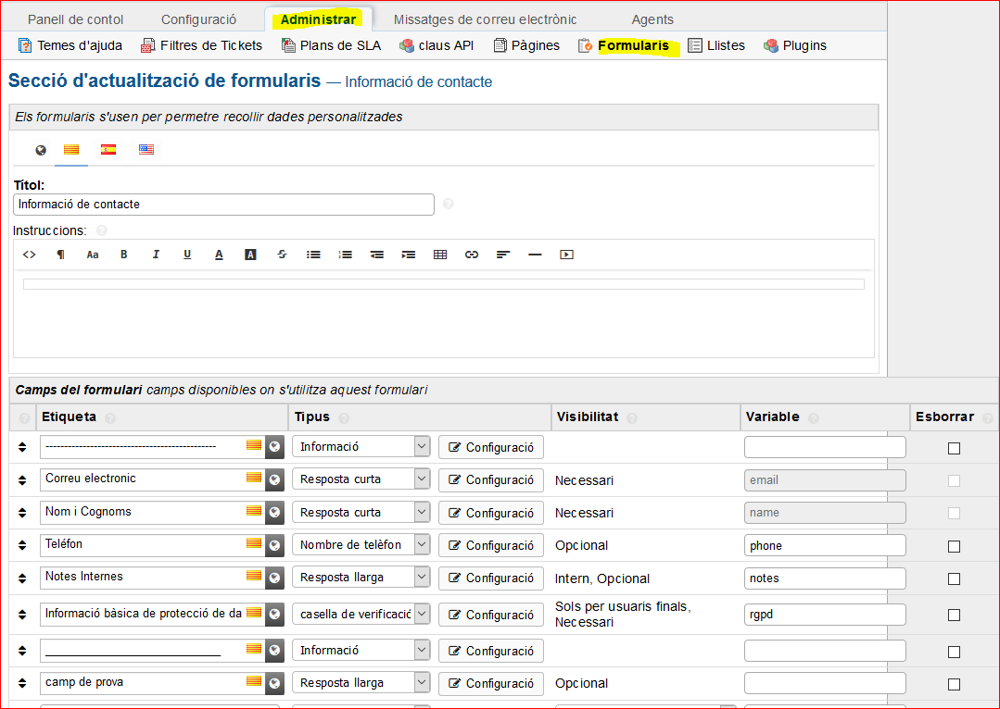 Panell de contol Configuració Administrar Missatges de correu electrònic Agents
Temes d'ajuda Filtres de Tickets Plans de SLA claus API Pàgines Formularis Llistes Plugins
Secció d'actualització de formularis — Informació de contacte
Els formularis s'usen per permetre recollir dades personalitzades
Títol:
Informació de contacte
Instruccions:
Camps del formulari camps disponibles on s'utilitza aquest formulari
Etiqueta Tipus Visibilitat Variable Esborrar
---------------------------------------------- Informació Configuració
Correu electronic Resposta curta Configuració Necessari email
Nom i Cognoms Resposta curta Configuració Necessari name
Teléfon Nombre de telèfon Configuració Opcional phone
Notes Internes Resposta llarga Configuració Intern, Opcional notes
Informació bàsica de protecció de da casella de verificació Configuració Sols per usuaris finals, Necessari rgpd
___________________________ Informació Configuració
camp de prova Resposta llarga Configuració Opcional